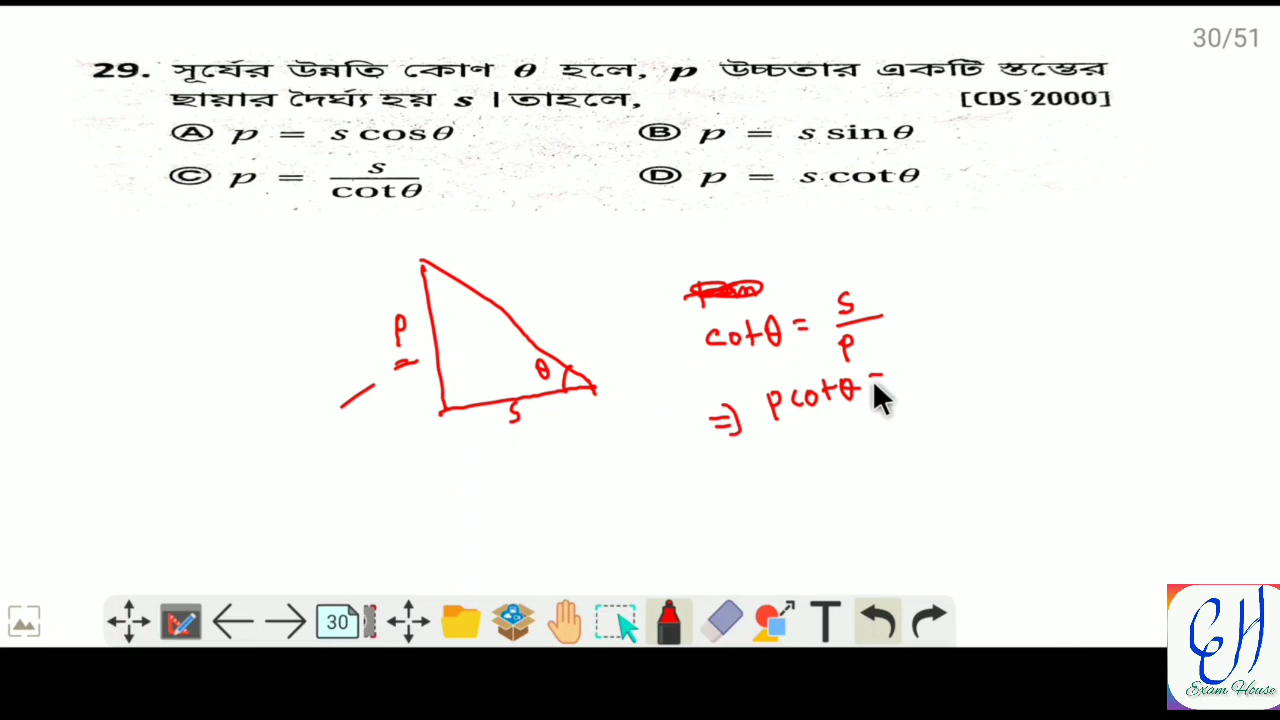 30/51
29. সূর্যের উন্নতি কোণ θ হলে, p উচ্চতার একটি স্তম্ভের
ছায়ার দৈর্ঘ্য হয় s । তাহলে, [CDS 2000]
Ⓐ p = s cosθ Ⓑ p = s sinθ
Ⓒ p = s/cotθ Ⓓ p = s cotθ
P
θ
S
cotθ = S/P
⇒ P cotθ =
30
T
EH
Exam House